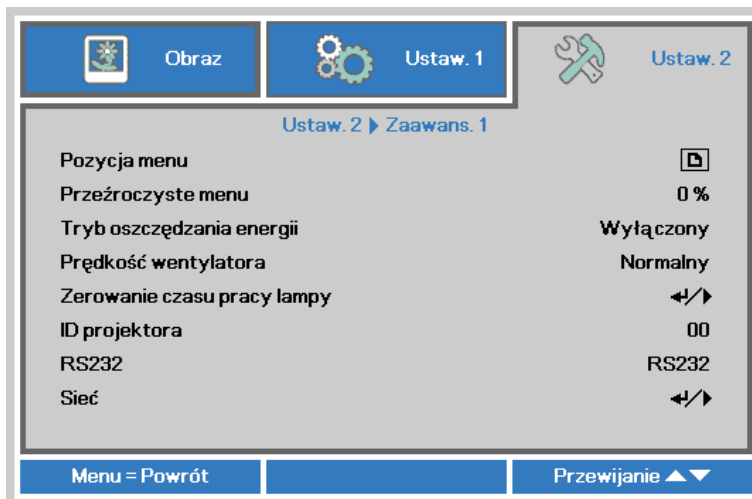 Obraz
Ustaw. 1
Ustaw. 2
Ustaw. 2 Zaawans. 1
Pozycja menu
Przeźroczyste menu 0 %
Tryb oszczędzania energii Wyłączony
Prędkość wentylatora Normalny
Zerowanie czasu pracy lampy
ID projektora 00
RS232 RS232
Sieć
Menu = Powrót Przewijanie